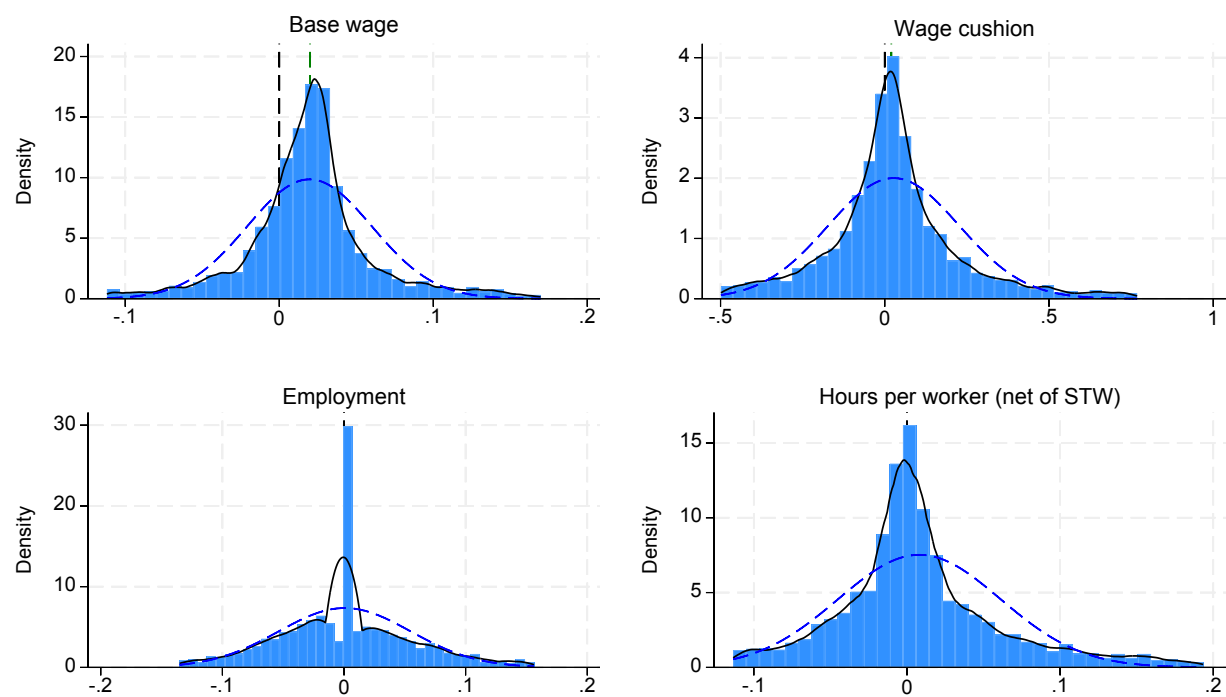 Base wage
Density
20
15
10
5
0
-.1 0 .1 .2
Wage cushion
Density
4
3
2
1
0
-.5 0 .5 1
Employment
Density
30
20
10
0
-.2 -.1 0 .1 .2
Hours per worker (net of STW)
Density
15
10
5
0
-.1 0 .1 .2